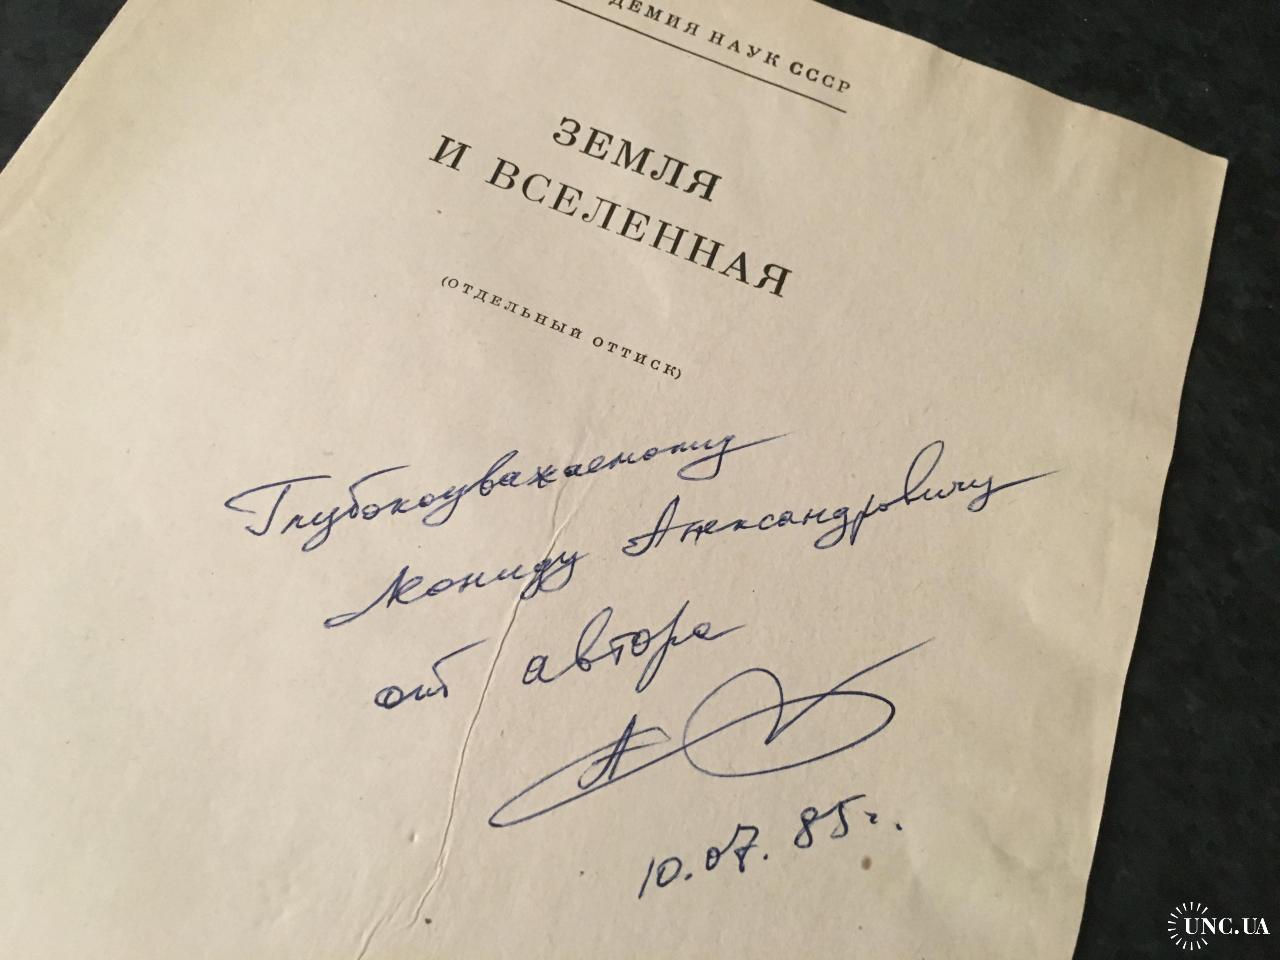 ДЕМИЯ НАУК СССР
ЗЕМЛЯ
И ВСЕЛЕННАЯ
(ОТДЕЛЬНЫЙ ОТТИСК)
Глубокоуважаемому
Леониду Александровичу
от автора
10.07.85г.
UNC.UA